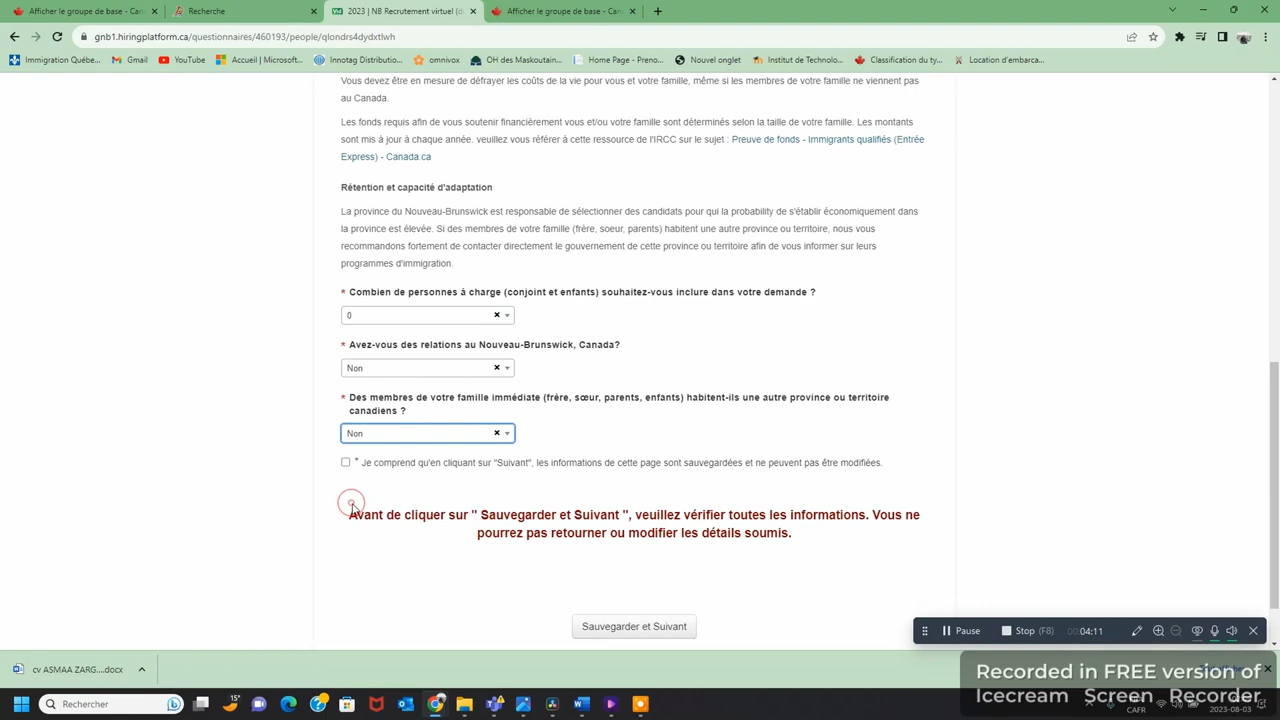 Afficher le groupe de base - Can
Recherche
2023 | NB Recrutement virtuel (d
Afficher le groupe de base - Can
gnb1.hiringplatform.ca/questionnaires/460193/people/qlondrs4dydxtlwh
Immigration Québe...
Gmail
YouTube
Accueil | Microsoft...
Innotag Distributio...
omnivox
OH des Maskoutain...
Home Page - Preno...
Nouvel onglet
Institut de Technolo...
Classification du ty...
Location d'embarca...
Vous devez être en mesure de défrayer les coûts de la vie pour vous et votre famille, même si les membres de votre famille ne viennent pas
au Canada.
Les fonds requis afin de vous soutenir financièrement vous et/ou votre famille sont déterminés selon la taille de votre famille. Les montants
sont mis à jour à chaque année. veuillez vous référer à cette ressource de l'IRCC sur le sujet : Preuve de fonds - Immigrants qualifiés (Entrée
Express) - Canada.ca
Rétention et capacité d'adaptation
La province du Nouveau-Brunswick est responsable de sélectionner des candidats pour qui la probability de s'établir économiquement dans
la province est élevée. Si des membres de votre famille (frère, soeur, parents) habitent une autre province ou territoire, nous vous
recommandons fortement de contacter directement le gouvernement de cette province ou territoire afin de vous informer sur leurs
programmes d'immigration.
* Combien de personnes à charge (conjoint et enfants) souhaitez-vous inclure dans votre demande ?
0
* Avez-vous des relations au Nouveau-Brunswick, Canada?
Non
* Des membres de votre famille immédiate (frère, sœur, parents, enfants) habitent-ils une autre province ou territoire
canadiens ?
Non
* Je comprend qu'en cliquant sur "Suivant", les informations de cette page sont sauvegardées et ne peuvent pas être modifiées.
Avant de cliquer sur " Sauvegarder et Suivant ", veuillez vérifier toutes les informations. Vous ne
pourrez pas retourner ou modifier les détails soumis.
Sauvegarder et Suivant
Pause
Stop (F8)
00:04:11
cv ASMAA ZARG....docx
Recorded in FREE version of
Icecream Screen Recorder
Rechercher
15°
CAFR
2023-08-03